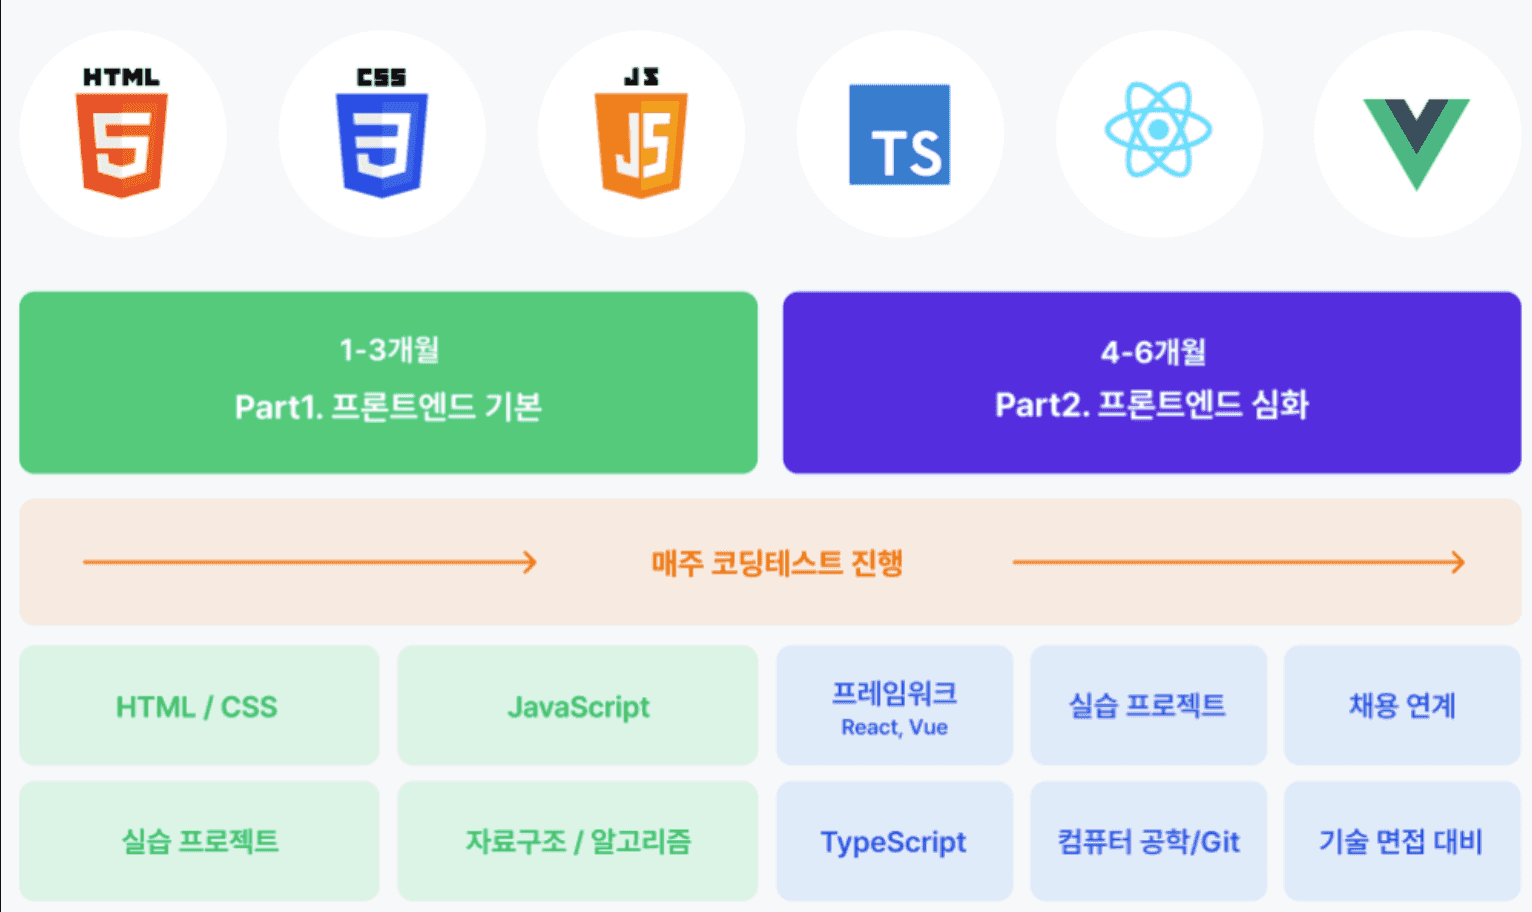 HTML
CSS
JS
TS
1-3개월
Part1. 프론트엔드 기본
4-6개월
Part2. 프론트엔드 심화
매주 코딩테스트 진행
HTML / CSS
JavaScript
프레임워크
React, Vue
실습 프로젝트
채용 연계
실습 프로젝트
자료구조 / 알고리즘
TypeScript
컴퓨터 공학/Git
기술 면접 대비